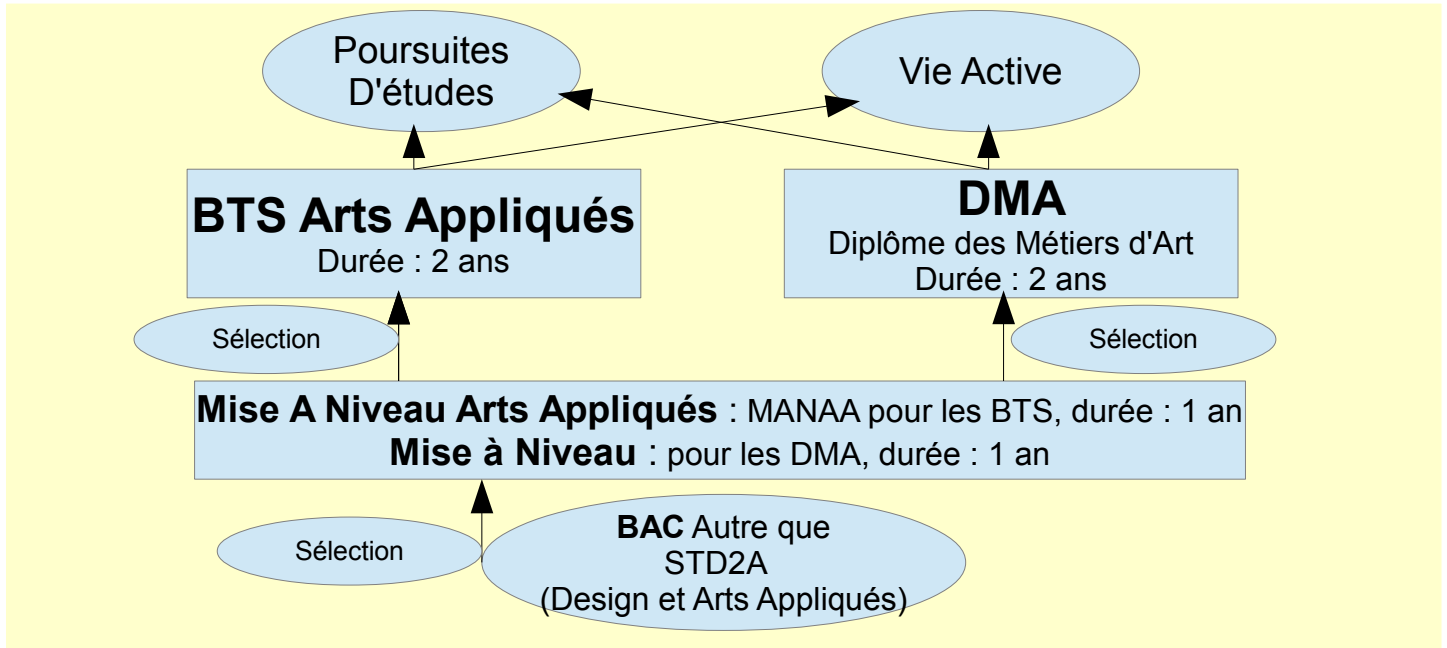 Poursuites
D'études
Vie Active
BTS Arts Appliqués
Durée : 2 ans
DMA
Diplôme des Métiers d'Art
Durée : 2 ans
Sélection
Sélection
Mise A Niveau Arts Appliqués : MANAA pour les BTS, durée : 1 an
Mise à Niveau : pour les DMA, durée : 1 an
Sélection
BAC Autre que
STD2A
(Design et Arts Appliqués)